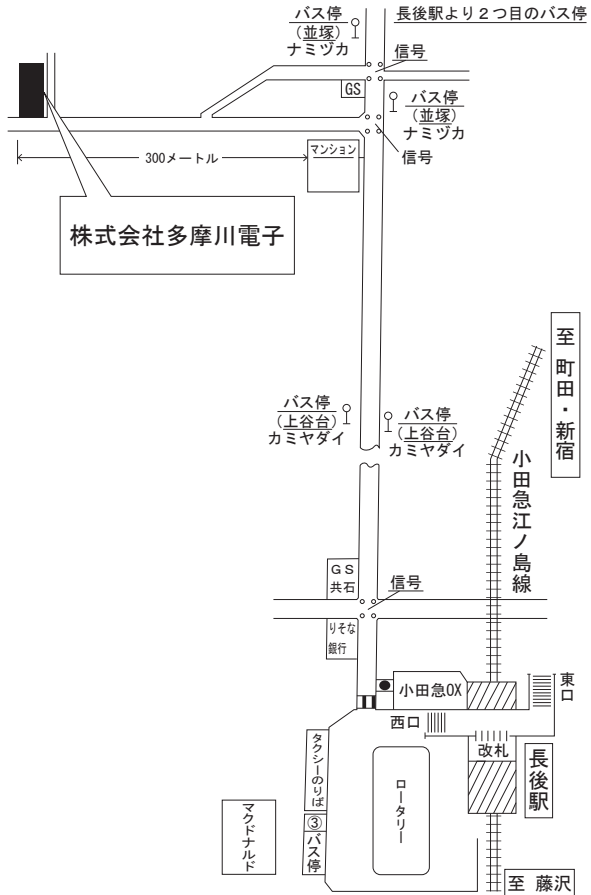 バス停
(並塚)
ナミヅカ
長後駅より2つ目のバス停
信号
GS
バス停
(並塚)
ナミヅカ
信号
マンション
300メートル
株式会社多摩川電子
至 町田・新宿
小田急江ノ島線
バス停
(上谷台)
カミヤダイ
バス停
(上谷台)
カミヤダイ
GS
共石
信号
りそな
銀行
小田急OX
東口
西口
改札
長後駅
タクシーのりば
③バス停
ロータリー
マクドナルド
至 藤沢